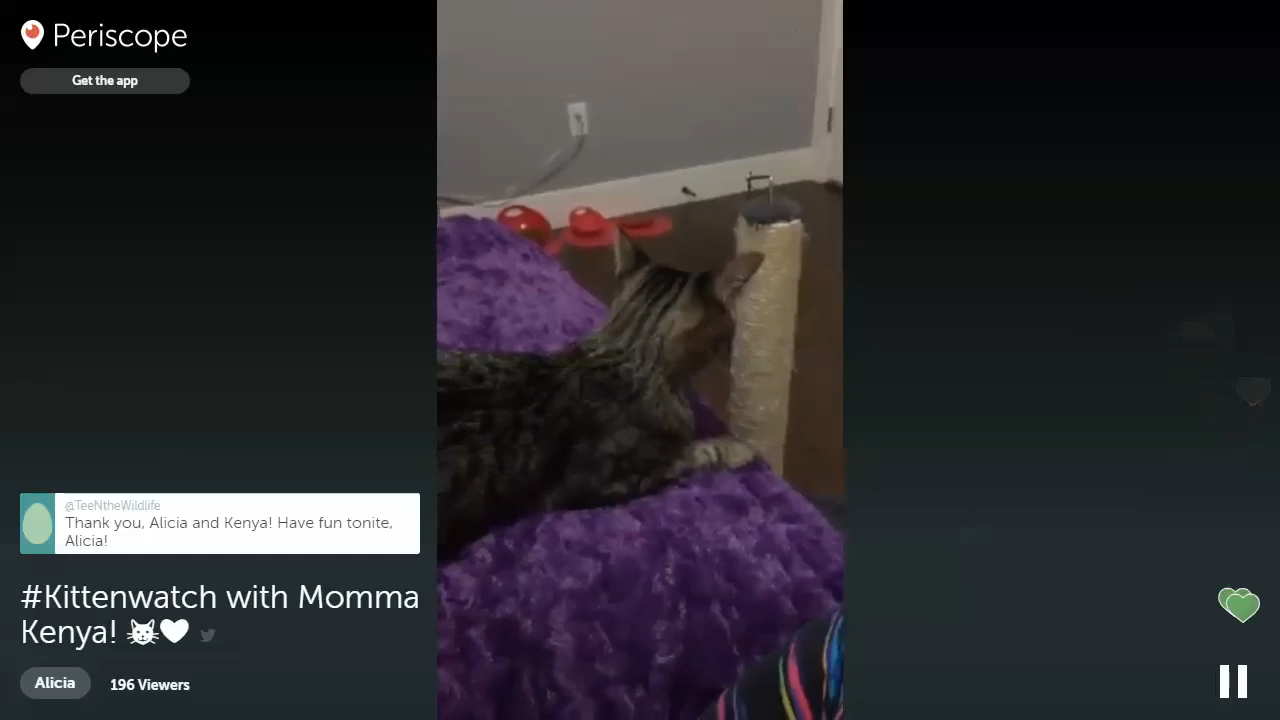 Periscope
Get the app
@TeeNtheWildlife
Thank you, Alicia and Kenya! Have fun tonite,
Alicia!
#Kittenwatch with Momma
Kenya! 🐱🤍
Alicia
196 Viewers